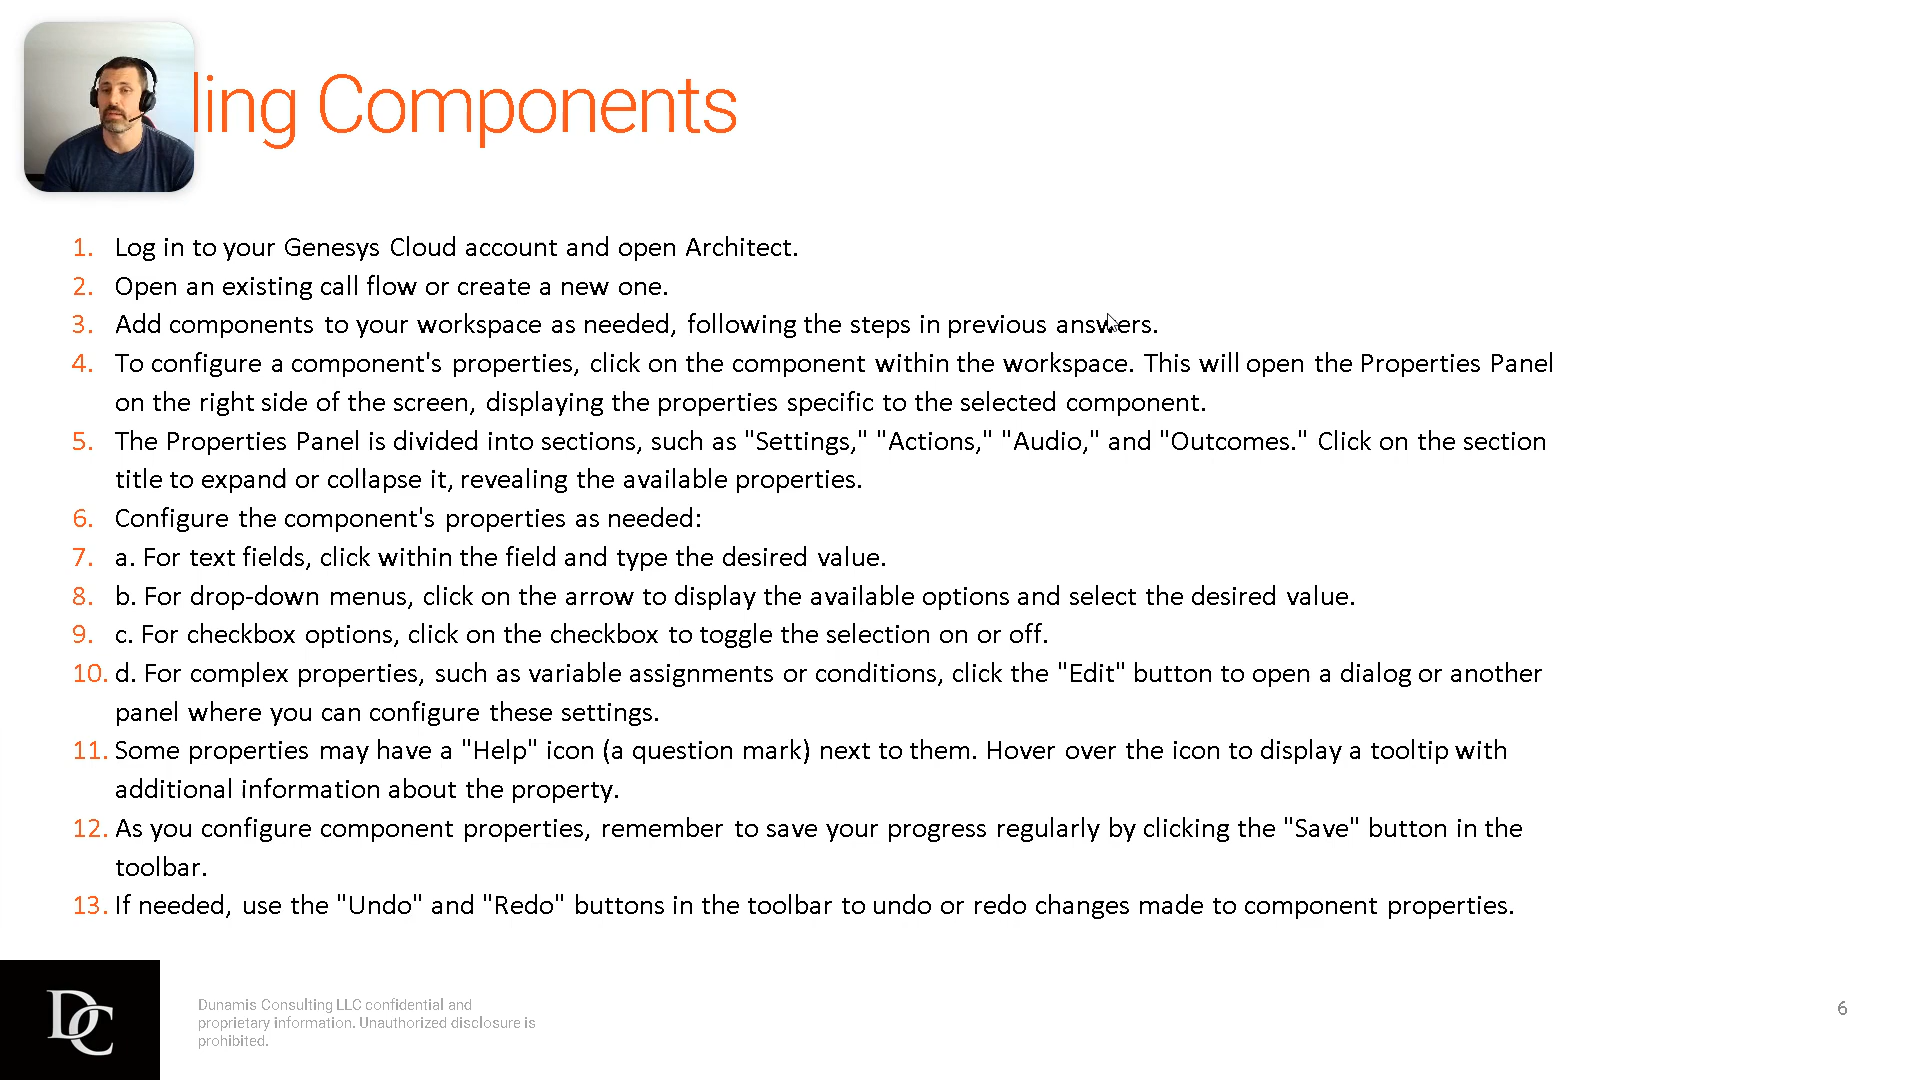 ling Components
1. Log in to your Genesys Cloud account and open Architect.
2. Open an existing call flow or create a new one.
3. Add components to your workspace as needed, following the steps in previous answers.
4. To configure a component's properties, click on the component within the workspace. This will open the Properties Panel
on the right side of the screen, displaying the properties specific to the selected component.
5. The Properties Panel is divided into sections, such as "Settings," "Actions," "Audio," and "Outcomes." Click on the section
title to expand or collapse it, revealing the available properties.
6. Configure the component's properties as needed:
7. a. For text fields, click within the field and type the desired value.
8. b. For drop-down menus, click on the arrow to display the available options and select the desired value.
9. c. For checkbox options, click on the checkbox to toggle the selection on or off.
10. d. For complex properties, such as variable assignments or conditions, click the "Edit" button to open a dialog or another
panel where you can configure these settings.
11. Some properties may have a "Help" icon (a question mark) next to them. Hover over the icon to display a tooltip with
additional information about the property.
12. As you configure component properties, remember to save your progress regularly by clicking the "Save" button in the
toolbar.
13. If needed, use the "Undo" and "Redo" buttons in the toolbar to undo or redo changes made to component properties.
DC
Dunamis Consulting LLC confidential and
proprietary information. Unauthorized disclosure is
prohibited.
6